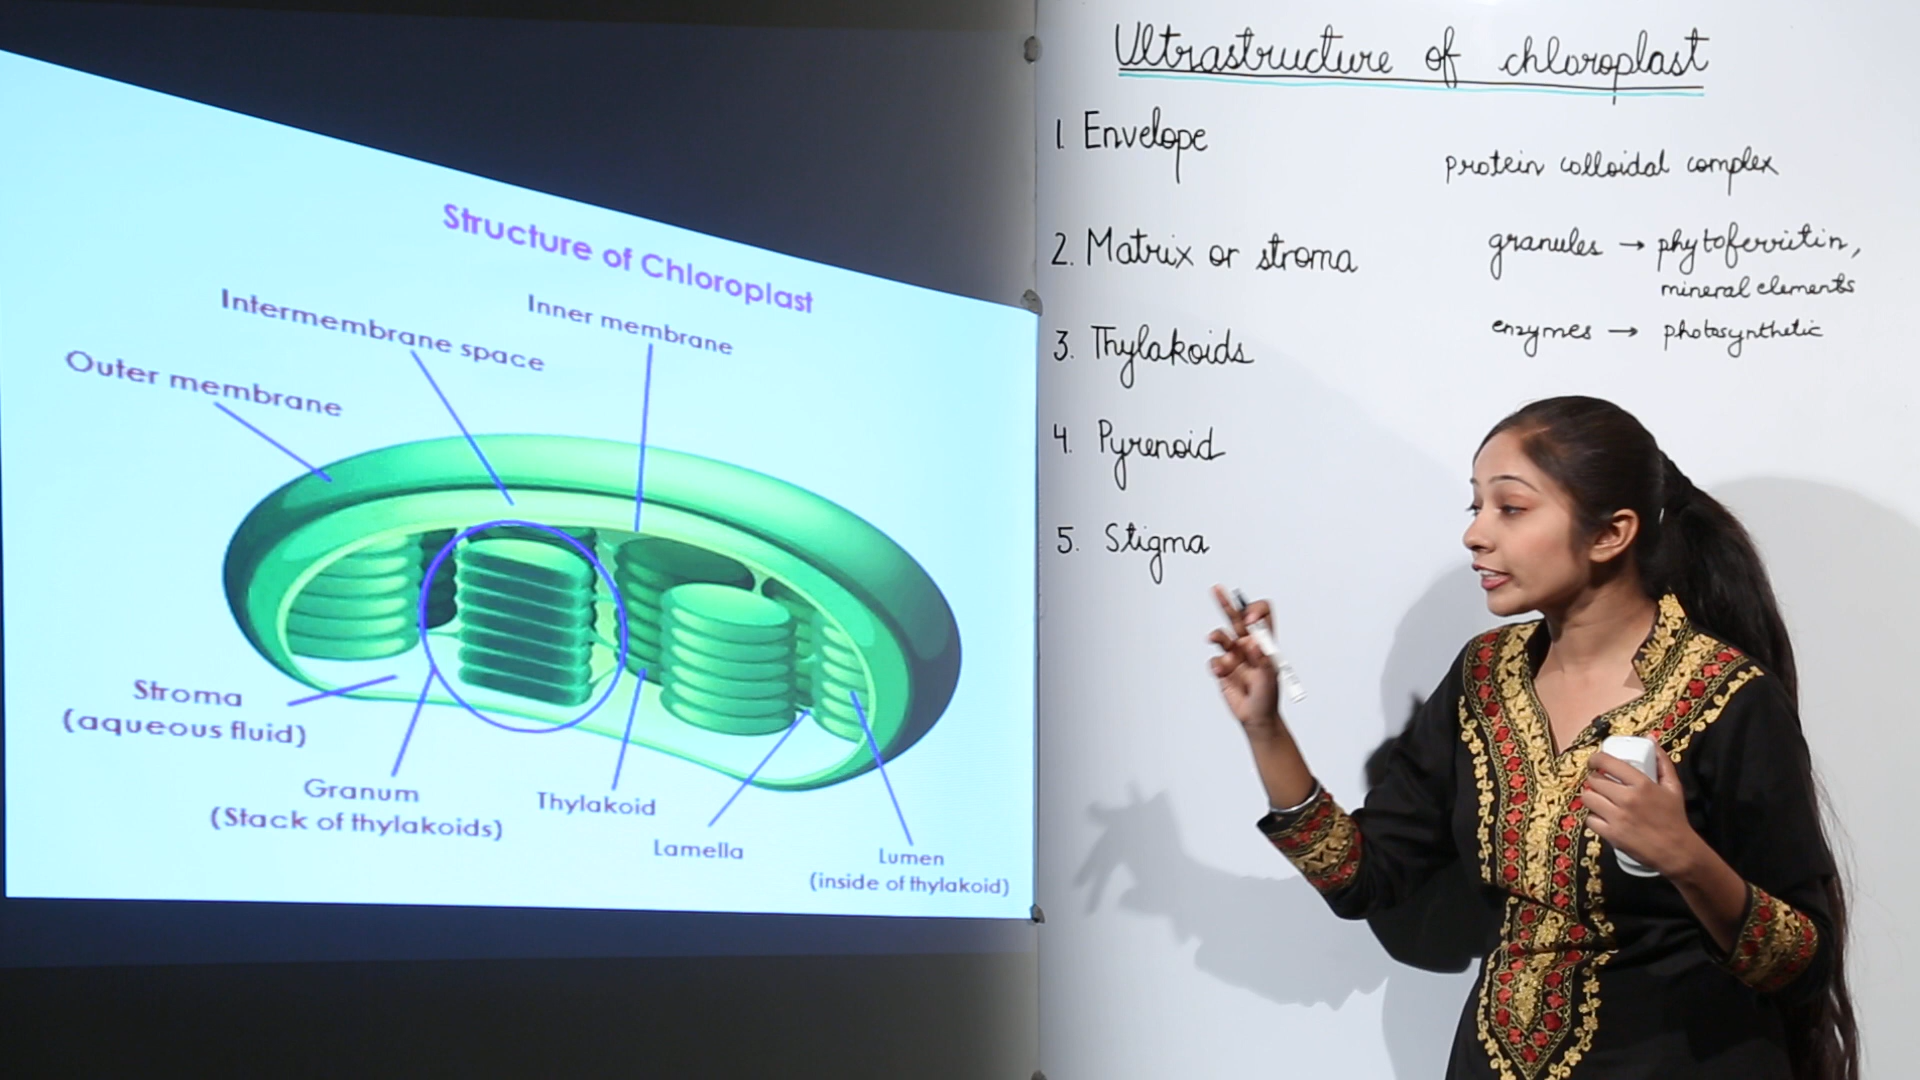 Structure of Chloroplast
Intermembrane space
Inner membrane
Outer membrane
Stroma
(aqueous fluid)
Granum
(Stack of thylakoids)
Thylakoid
Lamella
Lumen
(inside of thylakoid)
Ultrastructure of chloroplast
1. Envelope
protein colloidal complex
2. Matrix or stroma
granules → phytoferritin,
mineral elements
enzymes → photosynthetic
3. Thylakoids
4. Pyrenoid
5. Stigma